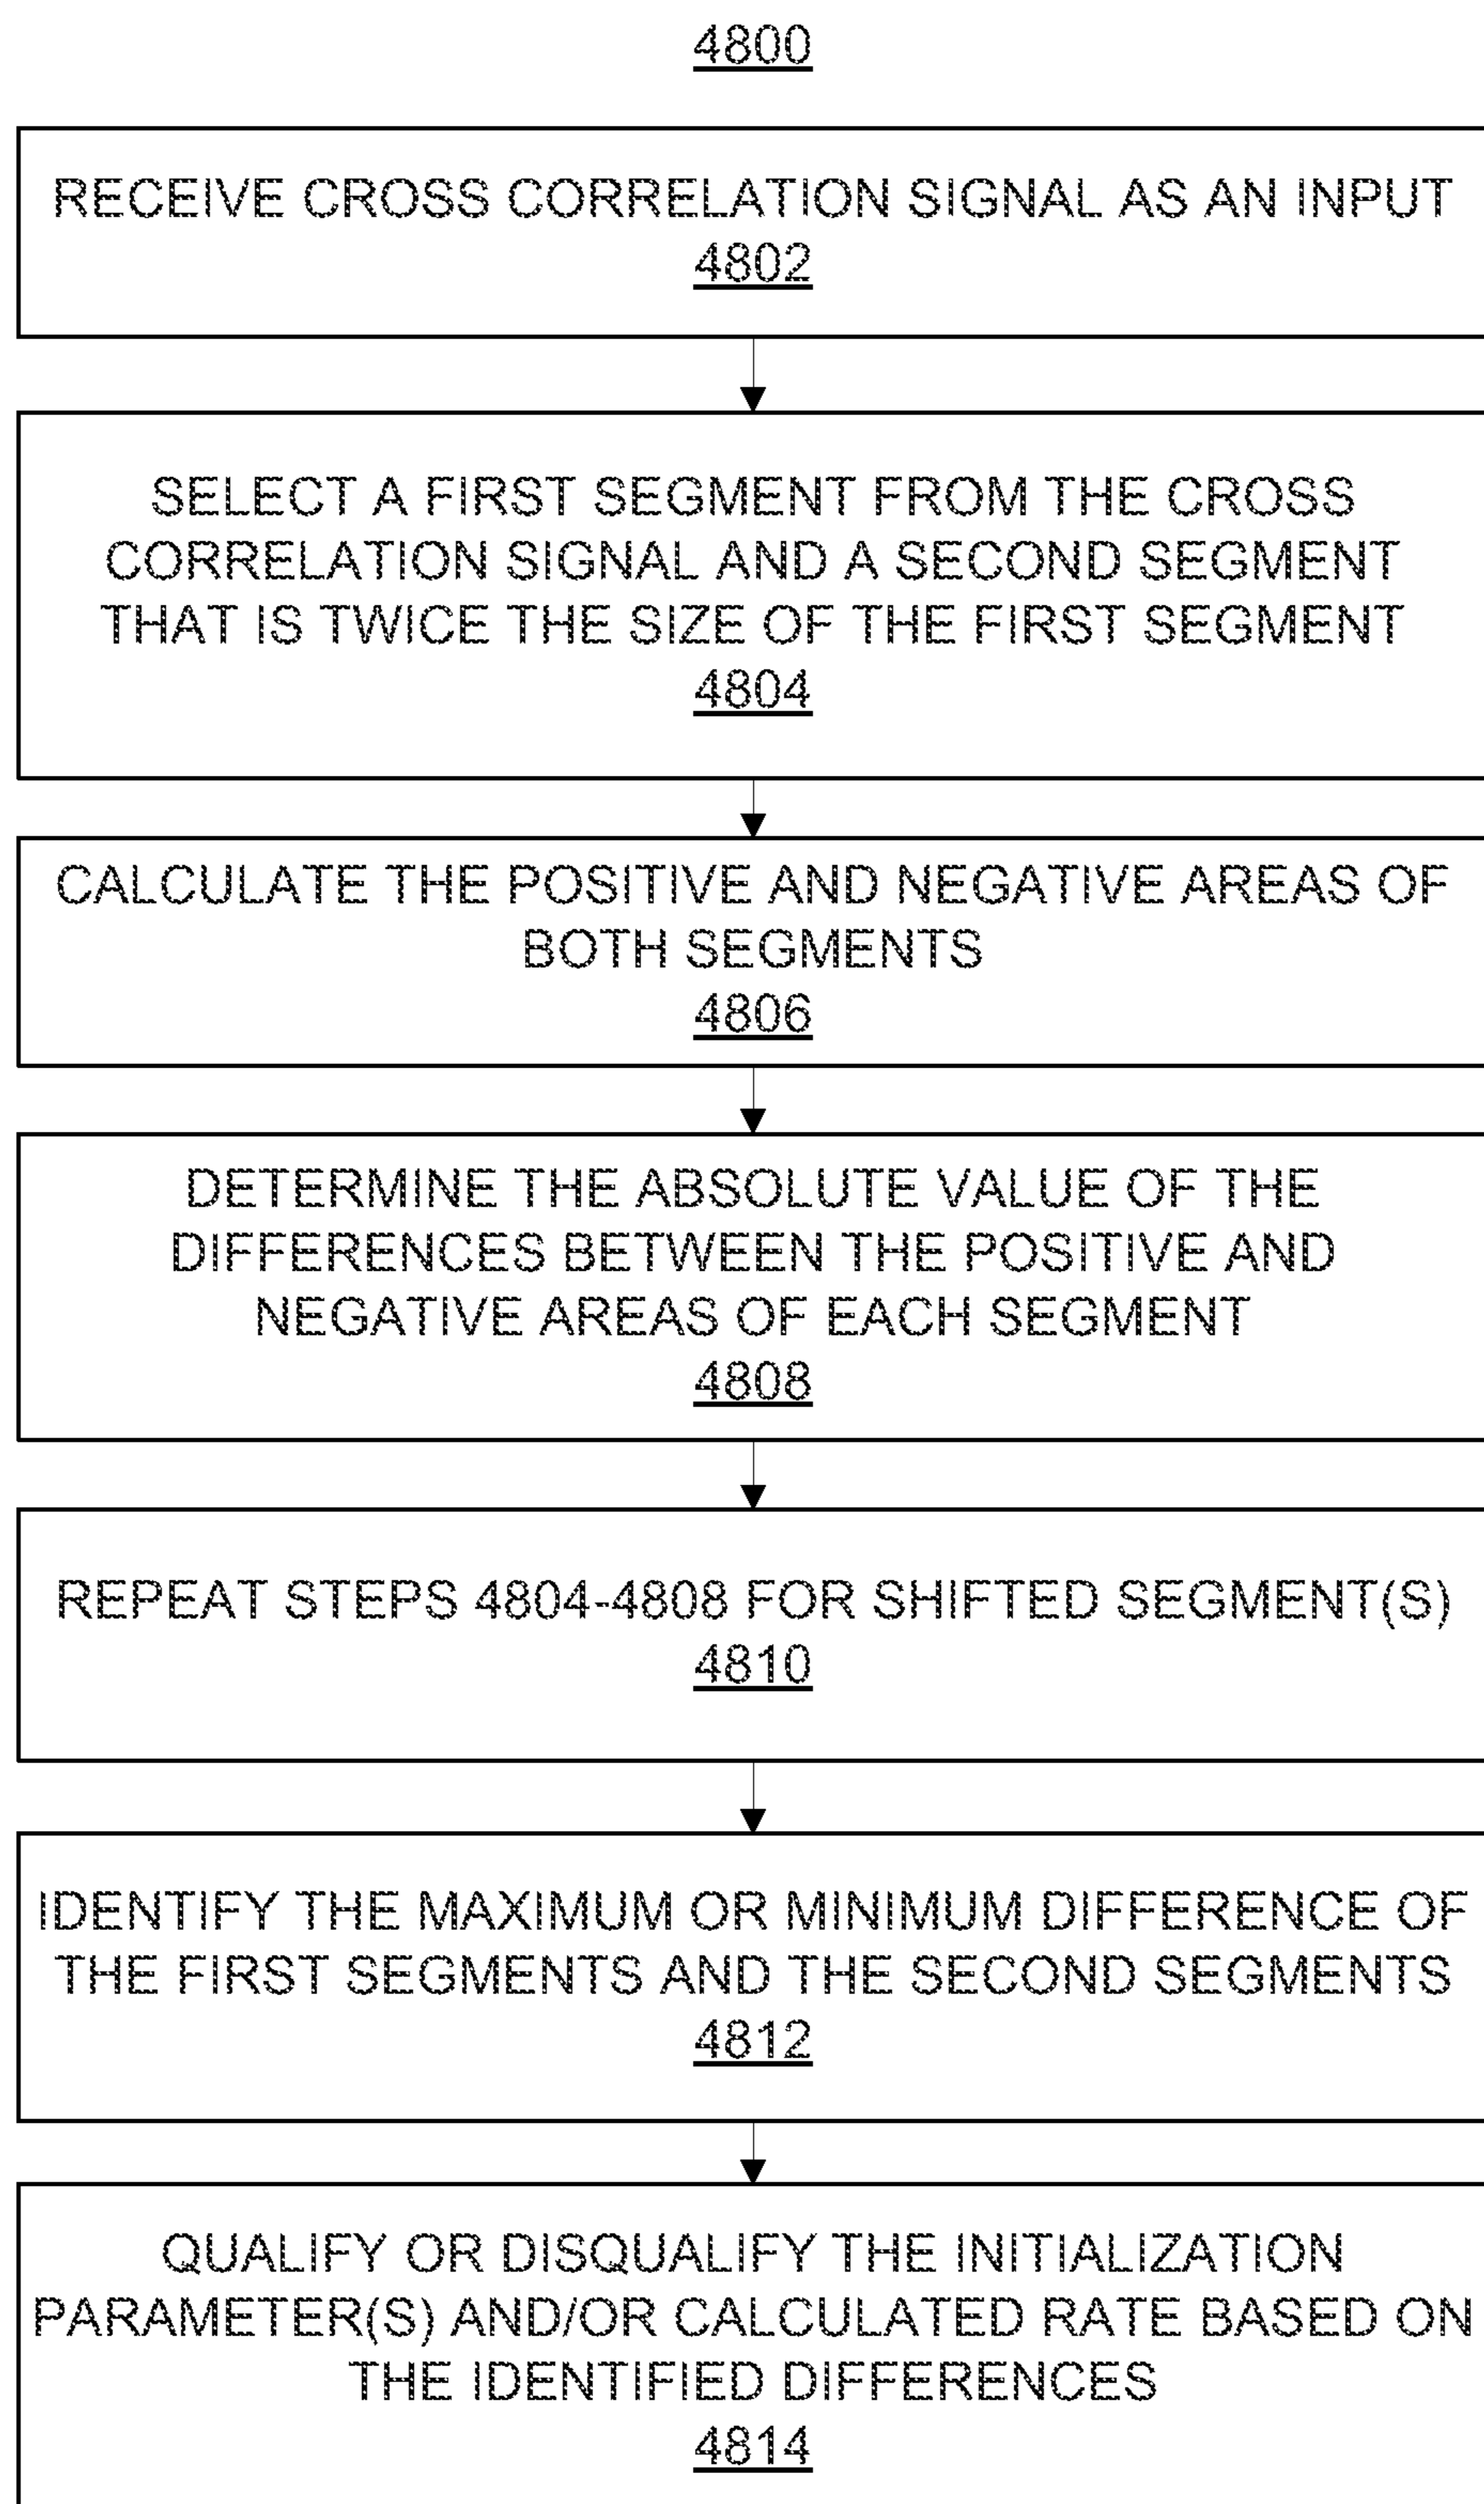 4800
RECEIVE CROSS CORRELATION SIGNAL AS AN INPUT
4802
SELECT A FIRST SEGMENT FROM THE CROSS
CORRELATION SIGNAL AND A SECOND SEGMENT
THAT IS TWICE THE SIZE OF THE FIRST SEGMENT
4804
CALCULATE THE POSITIVE AND NEGATIVE AREAS OF
BOTH SEGMENTS
4806
DETERMINE THE ABSOLUTE VALUE OF THE
DIFFERENCES BETWEEN THE POSITIVE AND
NEGATIVE AREAS OF EACH SEGMENT
4808
REPEAT STEPS 4804-4808 FOR SHIFTED SEGMENT(S)
4810
IDENTIFY THE MAXIMUM OR MINIMUM DIFFERENCE OF
THE FIRST SEGMENTS AND THE SECOND SEGMENTS
4812
QUALIFY OR DISQUALIFY THE INITIALIZATION
PARAMETER(S) AND/OR CALCULATED RATE BASED ON
THE IDENTIFIED DIFFERENCES
4814